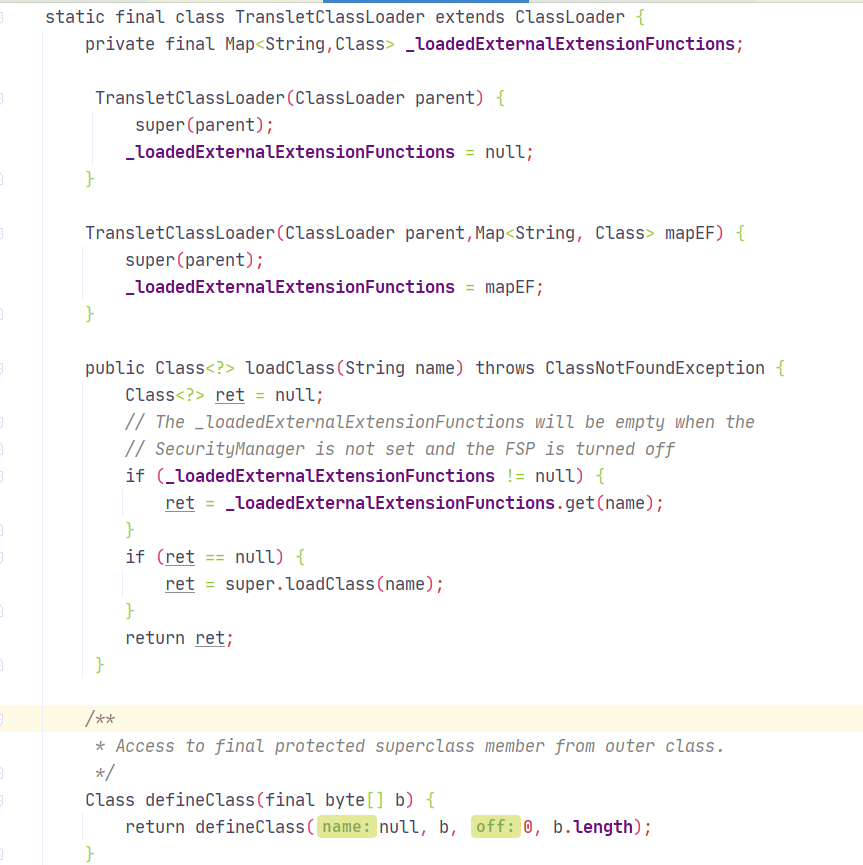 static final class TransletClassLoader extends ClassLoader {
private final Map<String,Class> _loadedExternalExtensionFunctions;
TransletClassLoader(ClassLoader parent) {
super(parent);
_loadedExternalExtensionFunctions = null;
}
TransletClassLoader(ClassLoader parent,Map<String, Class> mapEF) {
super(parent);
_loadedExternalExtensionFunctions = mapEF;
}
public Class<?> loadClass(String name) throws ClassNotFoundException {
Class<?> ret = null;
// The _loadedExternalExtensionFunctions will be empty when the
// SecurityManager is not set and the FSP is turned off
if (_loadedExternalExtensionFunctions != null) {
ret = _loadedExternalExtensionFunctions.get(name);
}
if (ret == null) {
ret = super.loadClass(name);
}
return ret;
}
/**
* Access to final protected superclass member from outer class.
*/
Class defineClass(final byte[] b) {
return defineClass( name: null, b, off: 0, b.length);
}